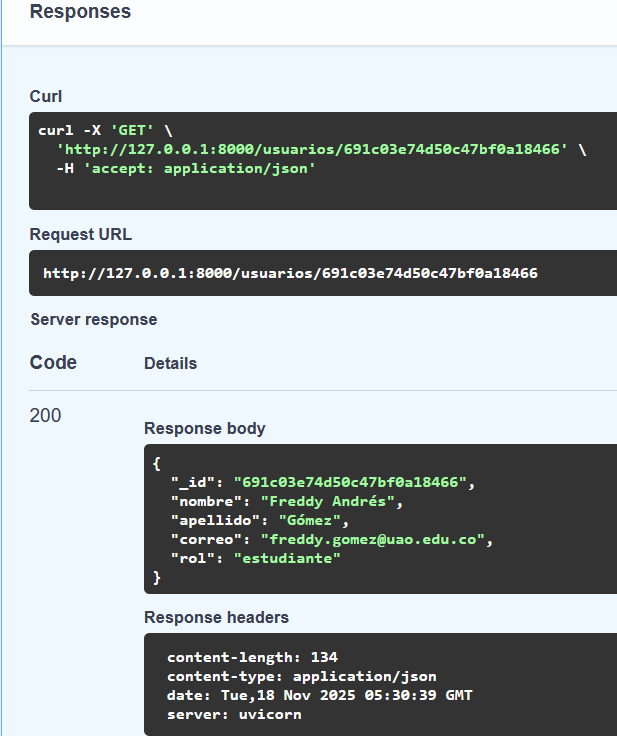 Responses
Curl
curl -X 'GET' \
'http://127.0.0.1:8000/usuarios/691c03e74d50c47bf0a18466' \
-H 'accept: application/json'
Request URL
http://127.0.0.1:8000/usuarios/691c03e74d50c47bf0a18466
Server response
Code Details
200
Response body
{
"_id": "691c03e74d50c47bf0a18466",
"nombre": "Freddy Andrés",
"apellido": "Gómez",
"correo": "freddy.gomez@uao.edu.co",
"rol": "estudiante"
}
Response headers
content-length: 134
content-type: application/json
date: Tue,18 Nov 2025 05:30:39 GMT
server: uvicorn